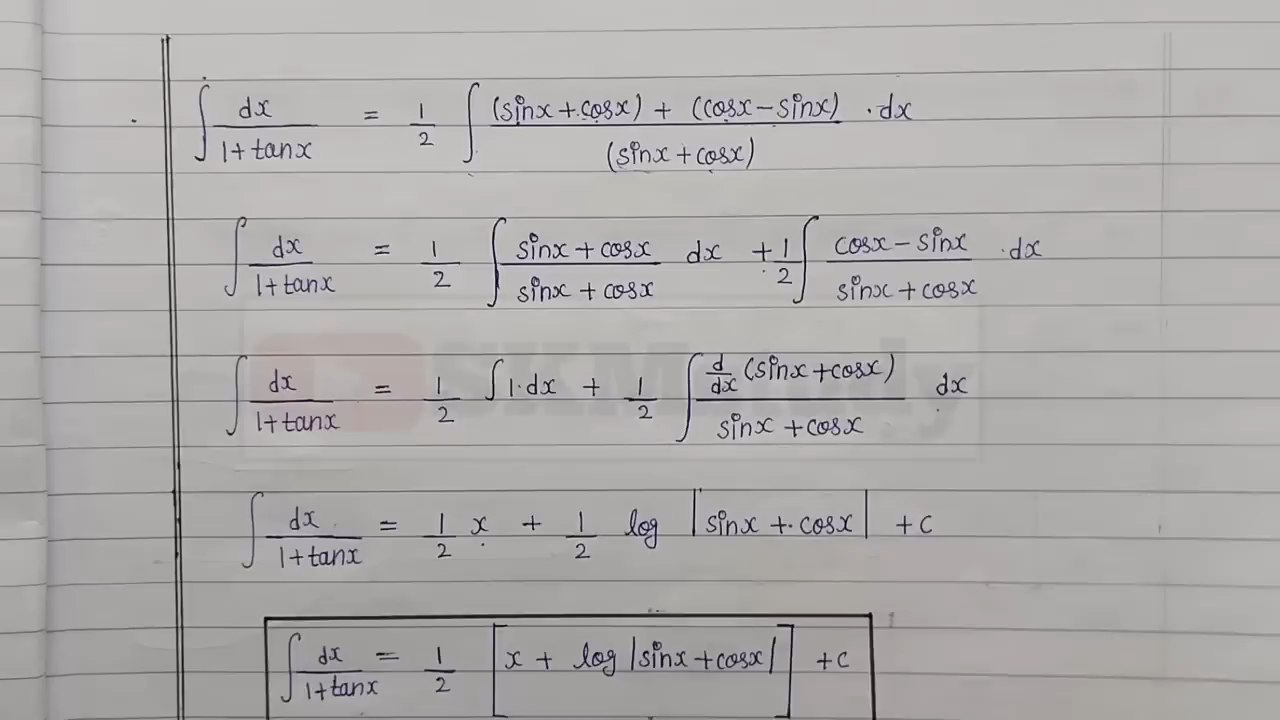 ∫ dx/(1+tanx) = 1/2 ∫ ((sinx+cosx) + (cosx-sinx))/(sinx+cosx) .dx
∫ dx/(1+tanx) = 1/2 ∫ (sinx+cosx)/(sinx+cosx) dx + 1/2 ∫ (cosx-sinx)/(sinx+cosx) .dx
∫ dx/(1+tanx) = 1/2 ∫1.dx + 1/2 ∫ (d/dx (sinx+cosx))/(sinx+cosx) dx
∫ dx/(1+tanx) = 1/2 x + 1/2 log |sinx+cosx| + c
∫ dx/(1+tanx) = 1/2 [x + log|sinx+cosx|] + c